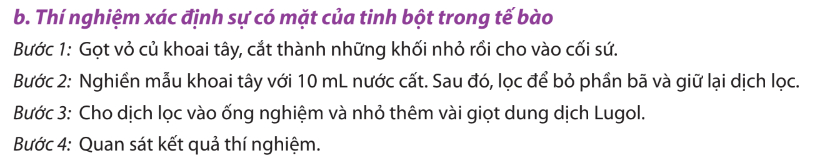 b. Thí nghiệm xác định sự có mặt của tinh bột trong tế bào
Bước 1: Gọt vỏ củ khoai tây, cắt thành những khối nhỏ rồi cho vào cối sứ.
Bước 2: Nghiền mẫu khoai tây với 10 mL nước cất. Sau đó, lọc để bỏ phần bã và giữ lại dịch lọc.
Bước 3: Cho dịch lọc vào ống nghiệm và nhỏ thêm vài giọt dung dịch Lugol.
Bước 4: Quan sát kết quả thí nghiệm.